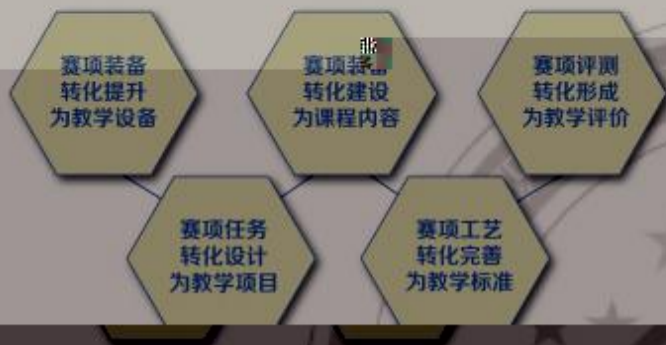 赛项装备
转化提升
为教学设备
赛项装
转化建设
为课程内容
赛项评测
转化形成
为教学评价
赛项任务
转化设计
为教学项目
赛项工艺
转化完善
为教学标准